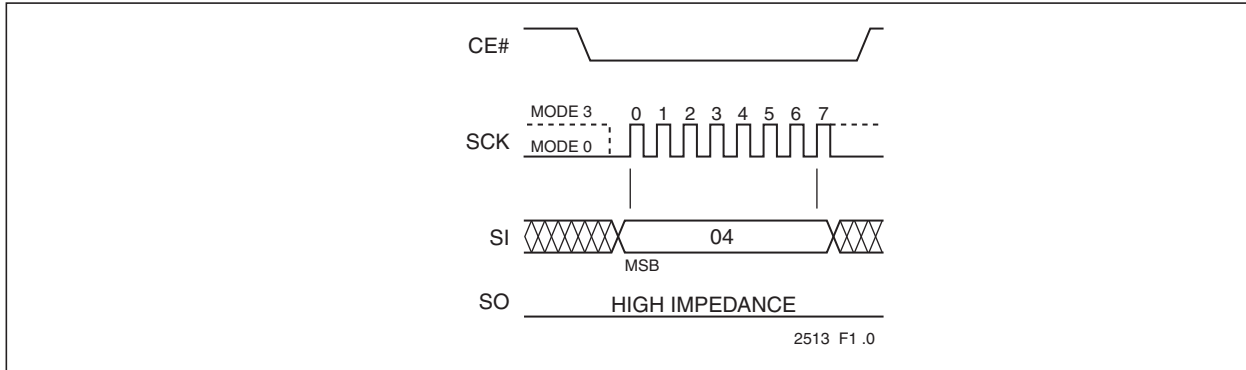 CE#
MODE 3
0 1 2 3 4 5 6 7
SCK
MODE 0
SI
04
MSB
SO
HIGH IMPEDANCE
2513 F1 .0